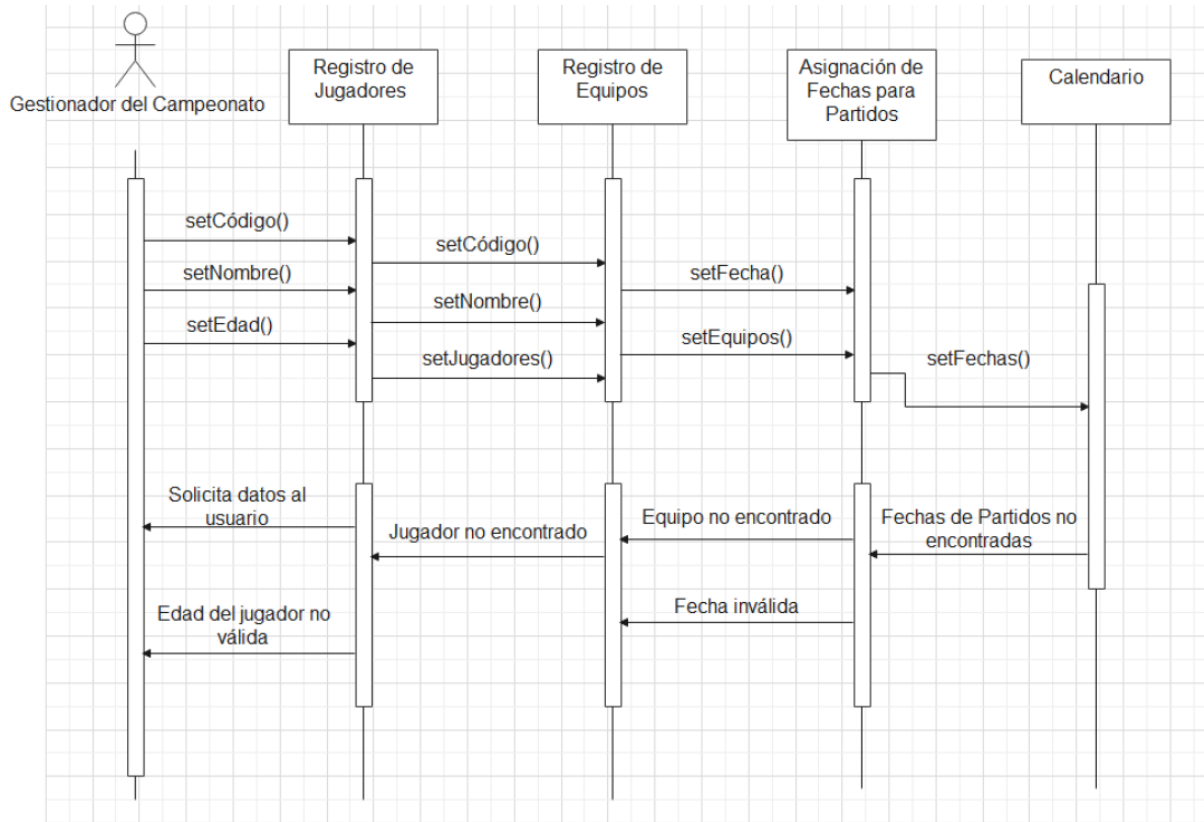 Gestionador del Campeonato
Registro de
Jugadores
Registro de
Equipos
Asignación de
Fechas para
Partidos
Calendario
setCódigo()
setCódigo()
setNombre()
setFecha()
setNombre()
setEdad()
setEquipos()
setJugadores()
setFechas()
Solicita datos al
usuario
Jugador no encontrado
Equipo no encontrado
Fechas de Partidos no
encontradas
Edad del jugador no
válida
Fecha inválida